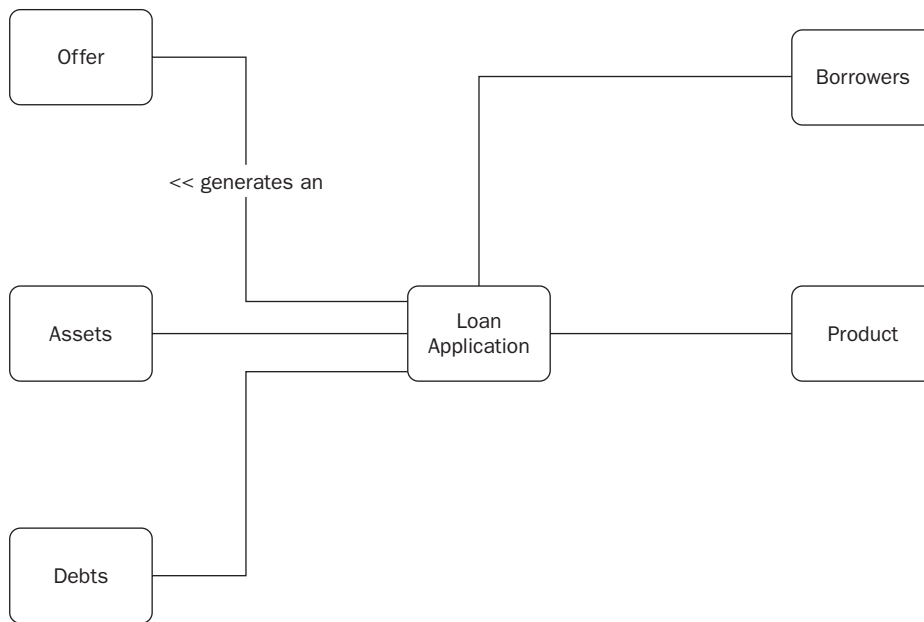 Offer
Borrowers
<< generates an
Assets
Loan
Application
Product
Debts